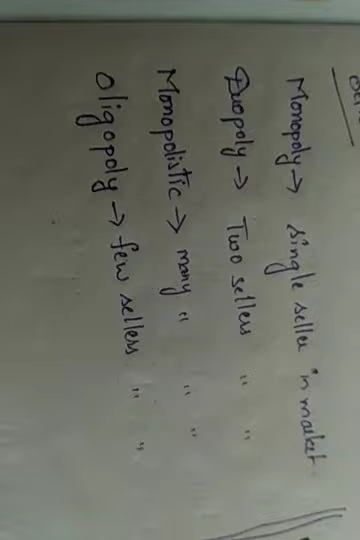 Monopoly → single seller in market
Duopoly → Two sellers " "
Monopolistic → many " " "
Oligopoly → few sellers " "